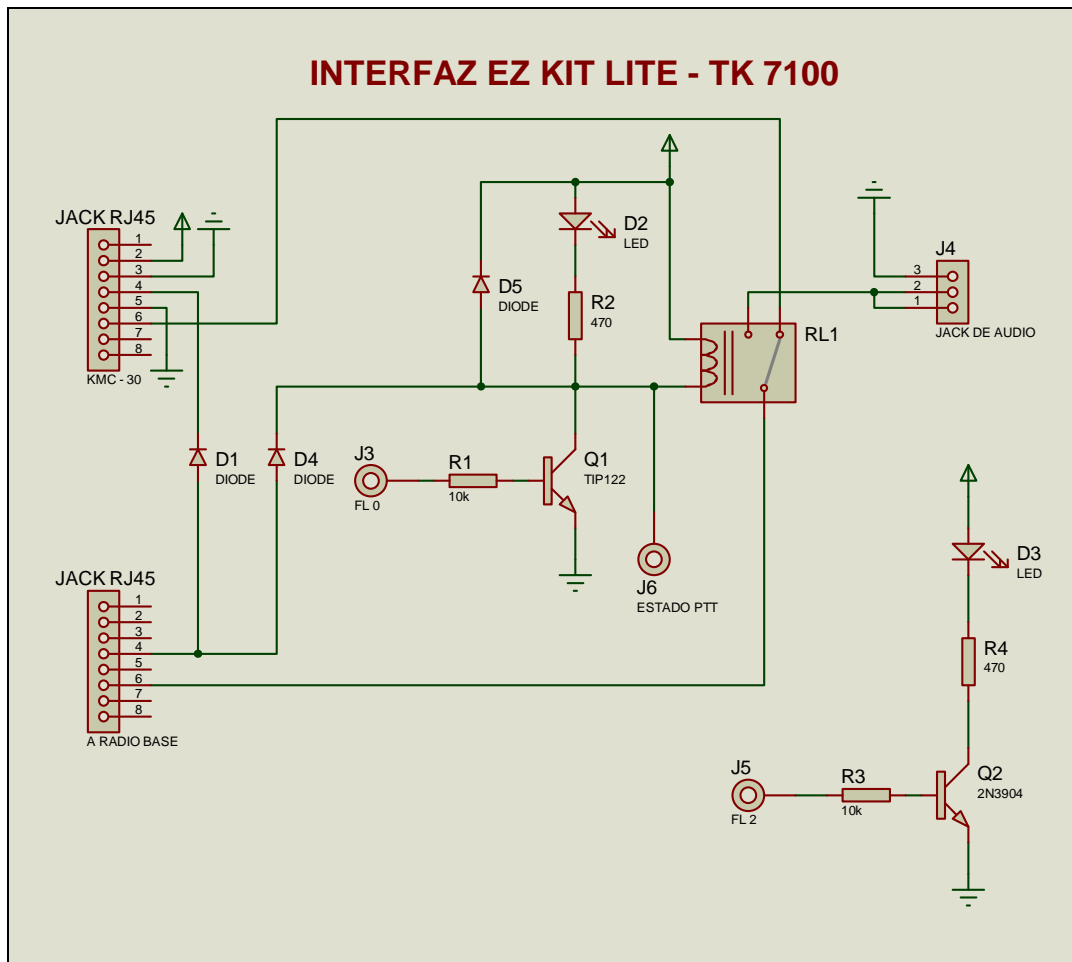 INTERFAZ EZ KIT LITE - TK 7100
JACK RJ45
1
2
3
4
5
6
7
8
KMC - 30
D2
LED
D5
DIODE
R2
470
RL1
J4
3
2
1
JACK DE AUDIO
D1
DIODE
D4
DIODE
J3
FL 0
R1
10k
Q1
TIP122
J6
ESTADO PTT
D3
LED
R4
470
JACK RJ45
1
2
3
4
5
6
7
8
A RADIO BASE
J5
FL 2
R3
10k
Q2
2N3904